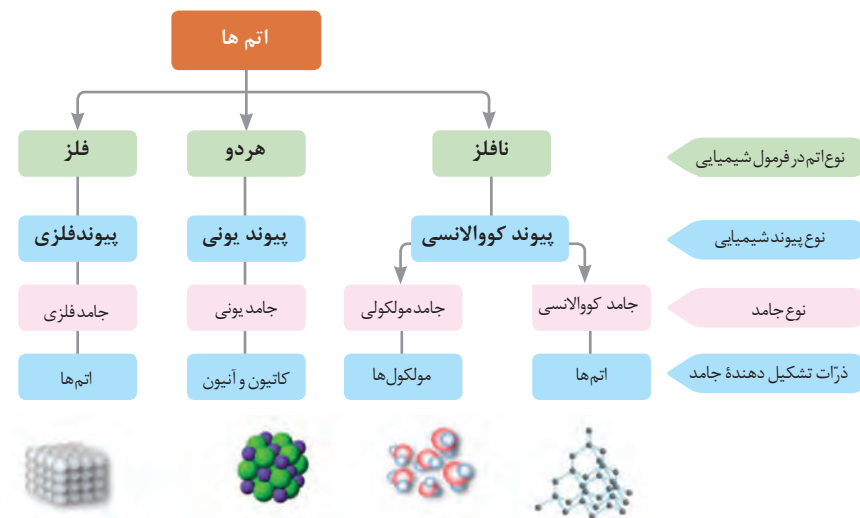 اتم ها
نافلز
هردو
فلز
نوع اتم در فرمول شیمیایی
پیوند کووالانسی
پیوند یونی
پیوندفلزی
نوع پیوند شیمیایی
جامد کووالانسی
جامد مولکولی
جامد یونی
جامد فلزی
نوع جامد
اتم‌ها
مولکول‌ها
کاتیون و آنیون
اتم‌ها
ذرّات تشکیل دهندهٔ جامد